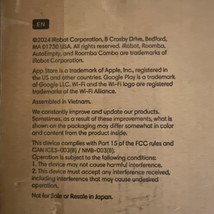 EN
©2024 iRobot Corporation, 8 Crosby Drive, Bedford,
MA 01730 USA. All rights reserved. iRobot, Roomba,
AutoEmpty, and Roomba Combo are trademarks of
iRobot Corporation.
App Store is a trademark of Apple, Inc., registered in
the US and other countries. Google Play is a trademark
of Google LLC. Wi-Fi and the Wi-Fi logo are registered
trademarks of the Wi-Fi Alliance.
Assembled in Vietnam.
We constantly improve and update our products.
Sometimes, as a result of these improvements, what is
shown on the packaging may differ somewhat in color
and content from the product inside.
This device complies with Part 15 of the FCC rules and
CAN ICES-003(B) / NMB-003(B).
Operation is subject to the following conditions:
1. The device may not cause harmful interference.
2. This device must accept any interference received,
including interference that may cause undesired
operation.
Not for Sale or Resale in Japan.